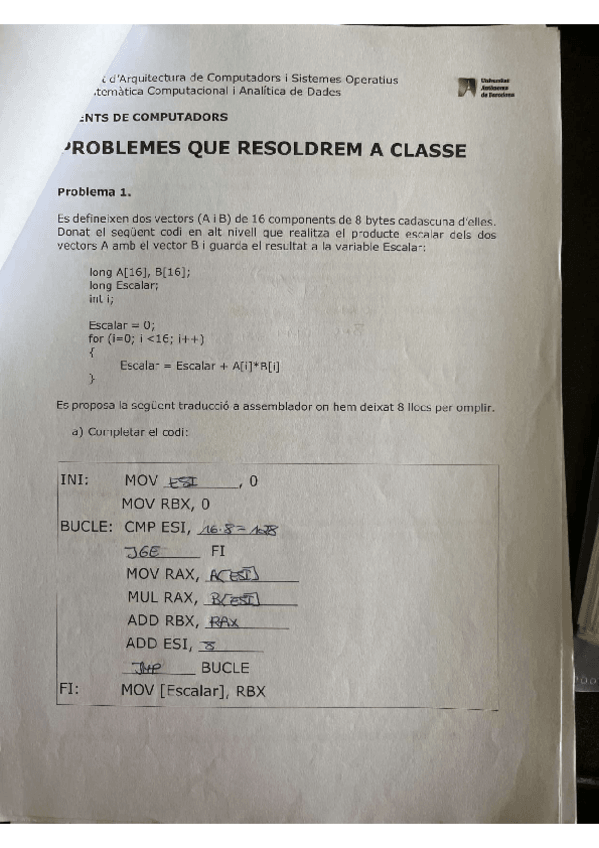 d'Arquitectura de Computadors i Sistemes Operatius
temàtica Computacional i Analítica de Dades
Universitat
Autònoma
de Barcelona
ENTS DE COMPUTADORS
PROBLEMES QUE RESOLDREM A CLASSE
Problema 1.
Es defineixen dos vectors (A i B) de 16 components de 8 bytes cadascuna d'elles.
Donat el següent codi en alt nivell que realitza el producte escalar dels dos
vectors A amb el vector B i guarda el resultat a la variable Escalar:
long A[16], B[16];
long Escalar;
int i;
Escalar = 0;
for (i=0; i <16; i++)
{
Escalar = Escalar + A[i]*B[i]
}
Es proposa la següent traducció a assemblador on hem deixat 8 llocs per omplir.
a) Completar el codi:
INI: MOV ESI, 0
MOV RBX, 0
BUCLE: CMP ESI, 16·8=128
JGE FI
MOV RAX, A[ESI]
MUL RAX, B[ESI]
ADD RBX, RAX
ADD ESI, 8
JMP BUCLE
FI: MOV [Escalar], RBX